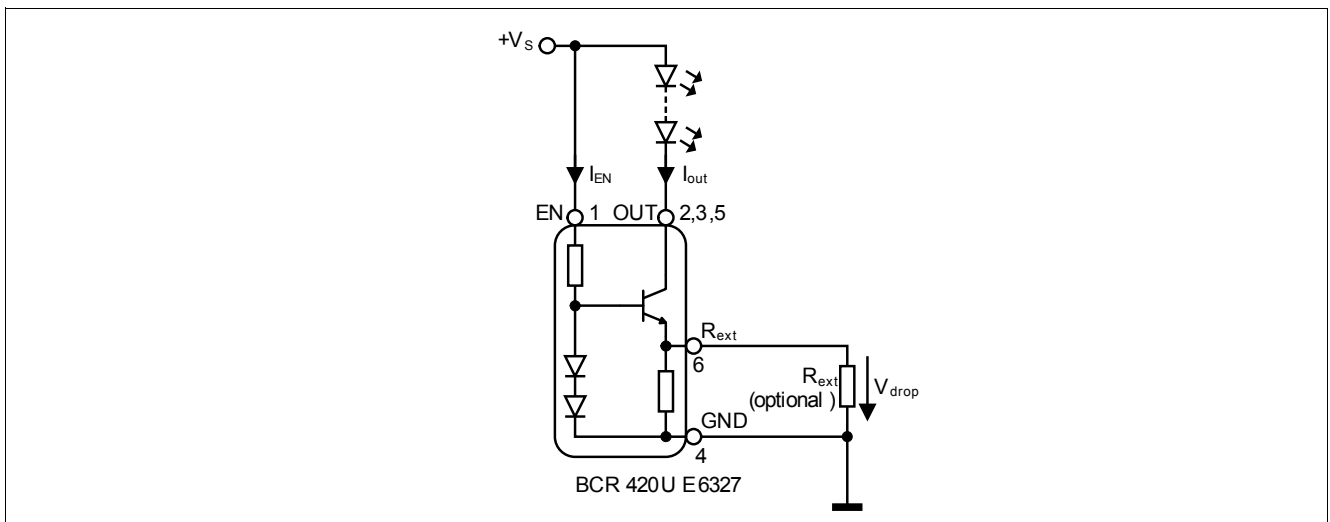 +VS
IEN
Iout
EN 1 OUT 2,3,5
Rext
6
Rext
(optional )
Vdrop
GND
4
BCR 420U E6327